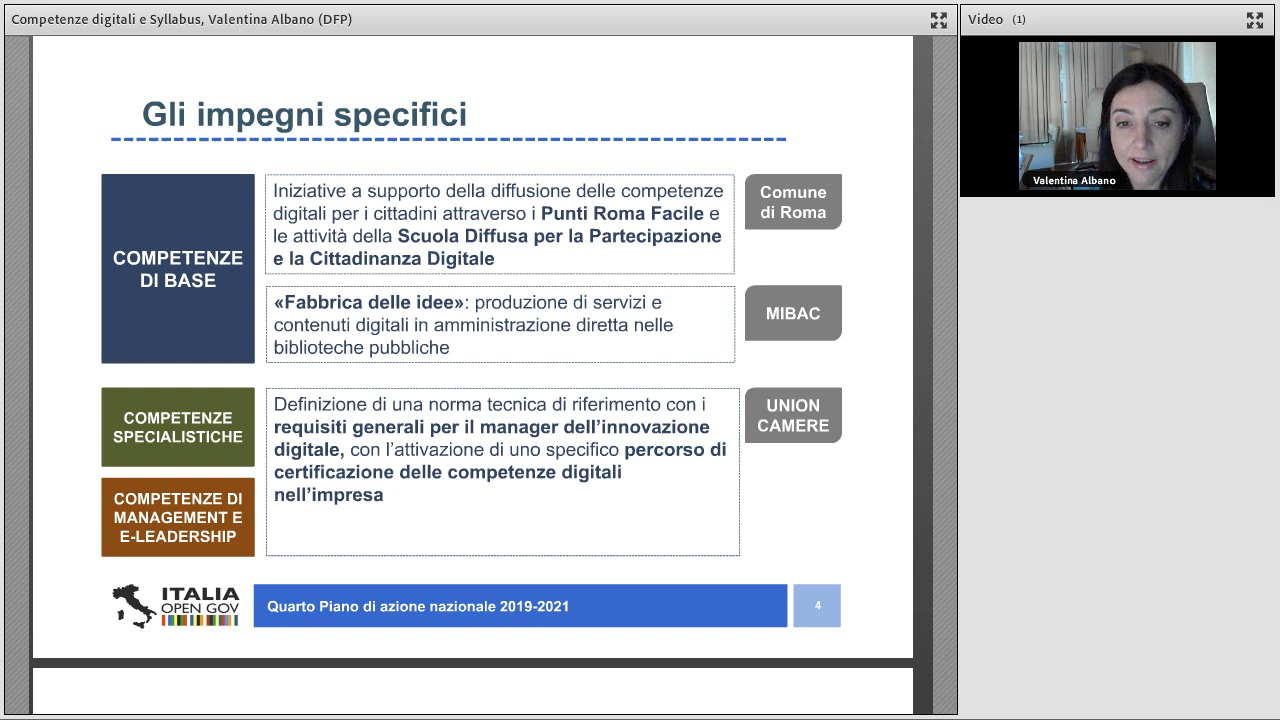 Competenze digitali e Syllabus, Valentina Albano (DFP)
Video (1)
Valentina Albano
Gli impegni specifici
COMPETENZE
DI BASE
Iniziative a supporto della diffusione delle competenze
digitali per i cittadini attraverso i Punti Roma Facile e
le attività della Scuola Diffusa per la Partecipazione
e la Cittadinanza Digitale
Comune
di Roma
«Fabbrica delle idee»: produzione di servizi e
contenuti digitali in amministrazione diretta nelle
biblioteche pubbliche
MIBAC
COMPETENZE
SPECIALISTICHE
COMPETENZE DI
MANAGEMENT E
E-LEADERSHIP
Definizione di una norma tecnica di riferimento con i
requisiti generali per il manager dell’innovazione
digitale, con l’attivazione di uno specifico percorso di
certificazione delle competenze digitali
nell’impresa
UNION
CAMERE
ITALIA
OPEN GOV
Quarto Piano di azione nazionale 2019-2021
4